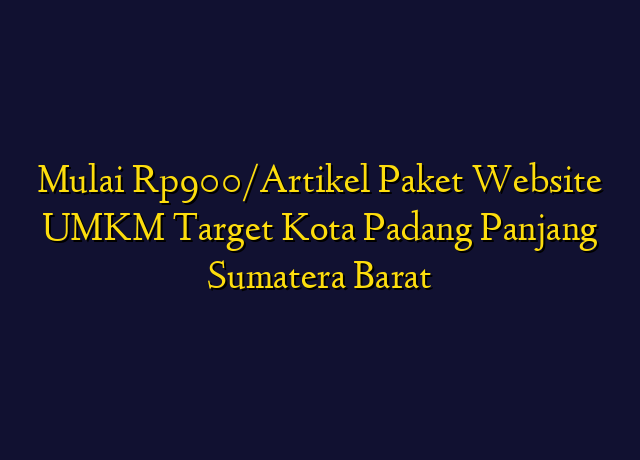 Mulai Rp900/Artikel Paket Website
UMKM Target Kota Padang Panjang
Sumatera Barat